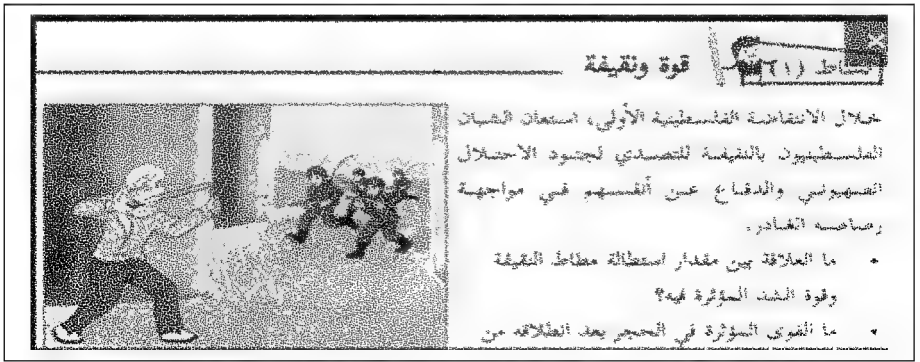 نشاط (١)
قوة ونقيفة
خلال الانتفاضة الفلسطينية الأولى، استعان الشبان
الفلسطينيون بالنقيفة للتصدي لجنود الاحتلال
الصهيوني والدفاع عن أنفسهم في مواجهة
رصاصه الغادر.
• ما العلاقة بين مقدار استطالة مطاط النقيفة
وقوة الشد المؤثرة فيه؟
• ما القوى المؤثرة في الحجر بعد انطلاقه من